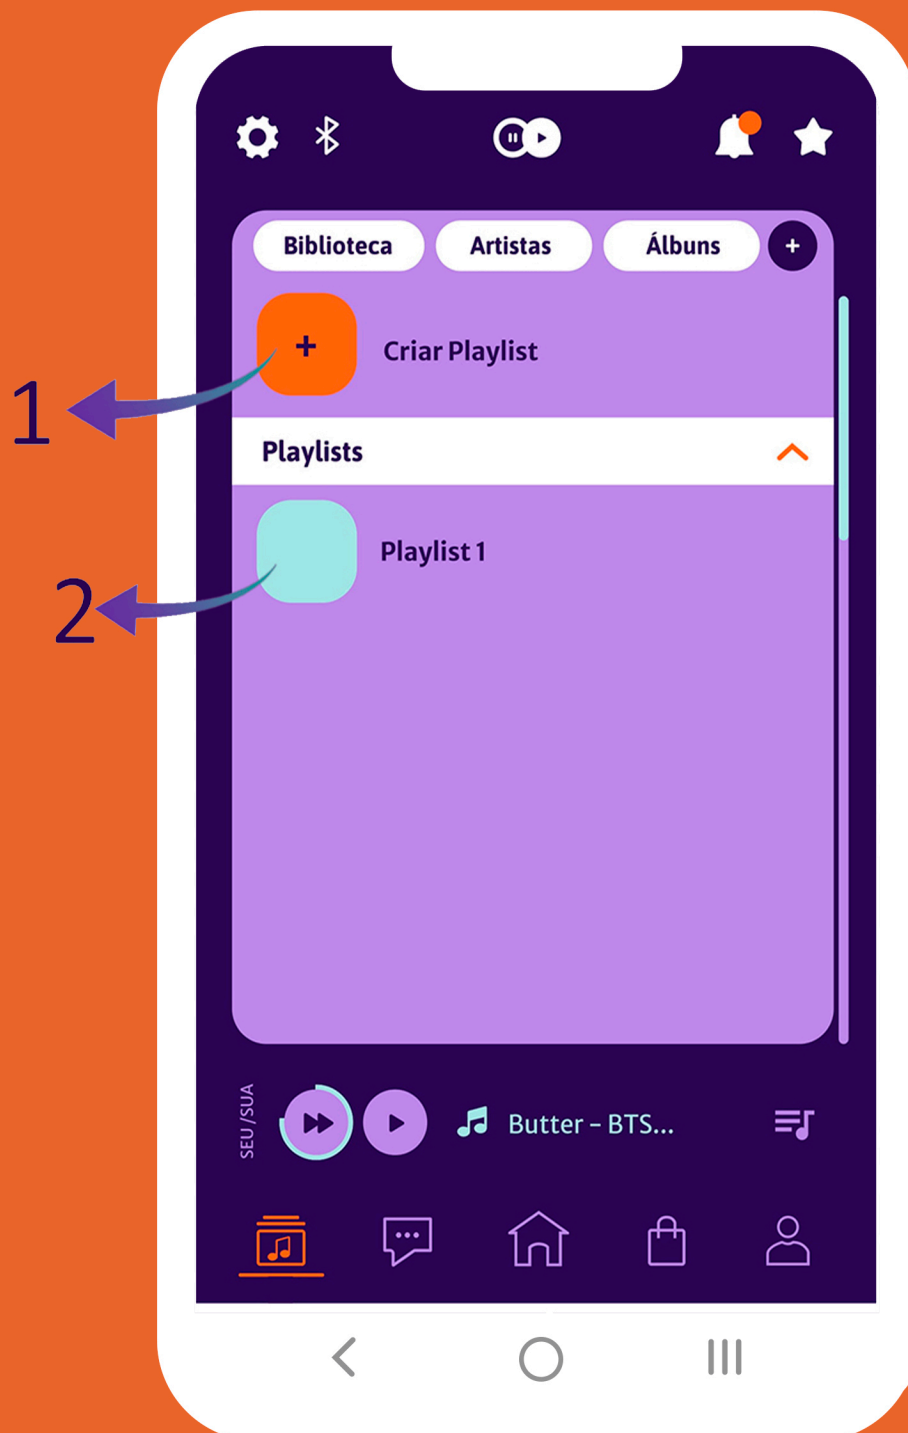 Biblioteca
Artistas
Álbuns
+
+
Criar Playlist
1
Playlists
Playlist 1
2
SEU/SUA
Butter - BTS...